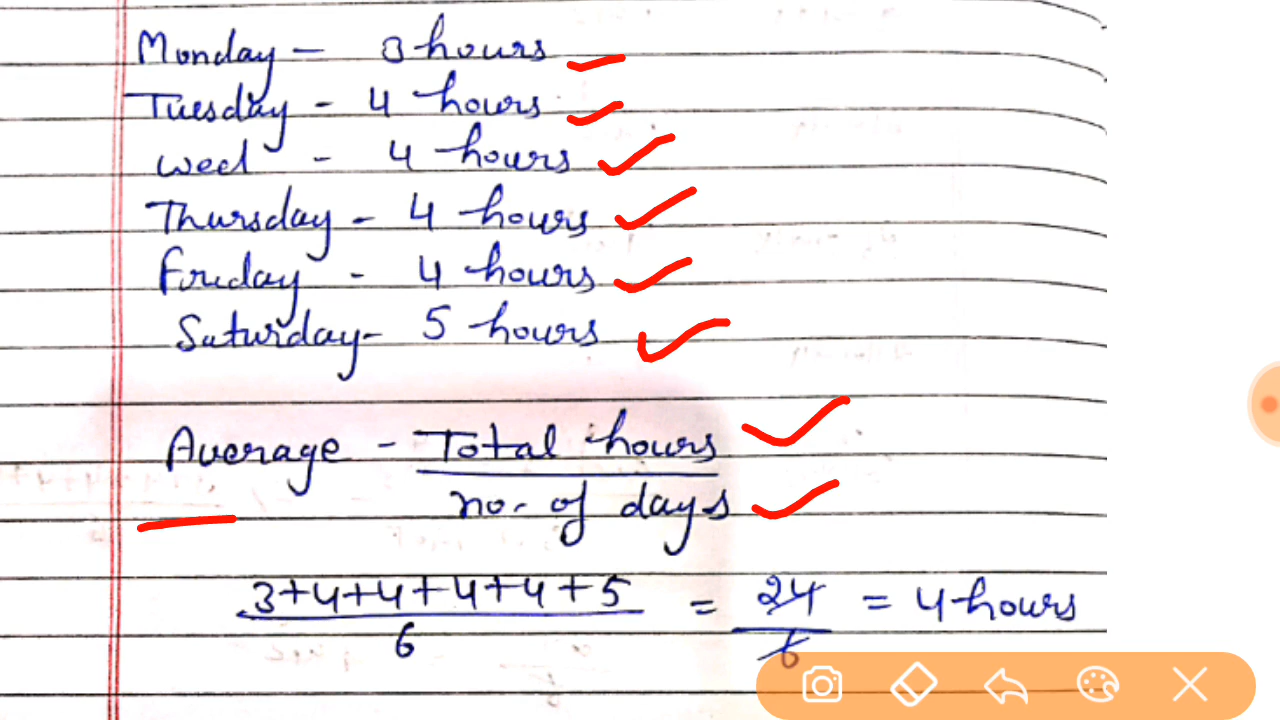 Monday - 3 hours
Tuesday - 4 hours
wed - 4 hours
Thursday - 4 hours
Friday - 4 hours
Saturday - 5 hours
Average - Total hours
no. of days
3+4+4+4+4+5 = 24 = 4 hours
6 6